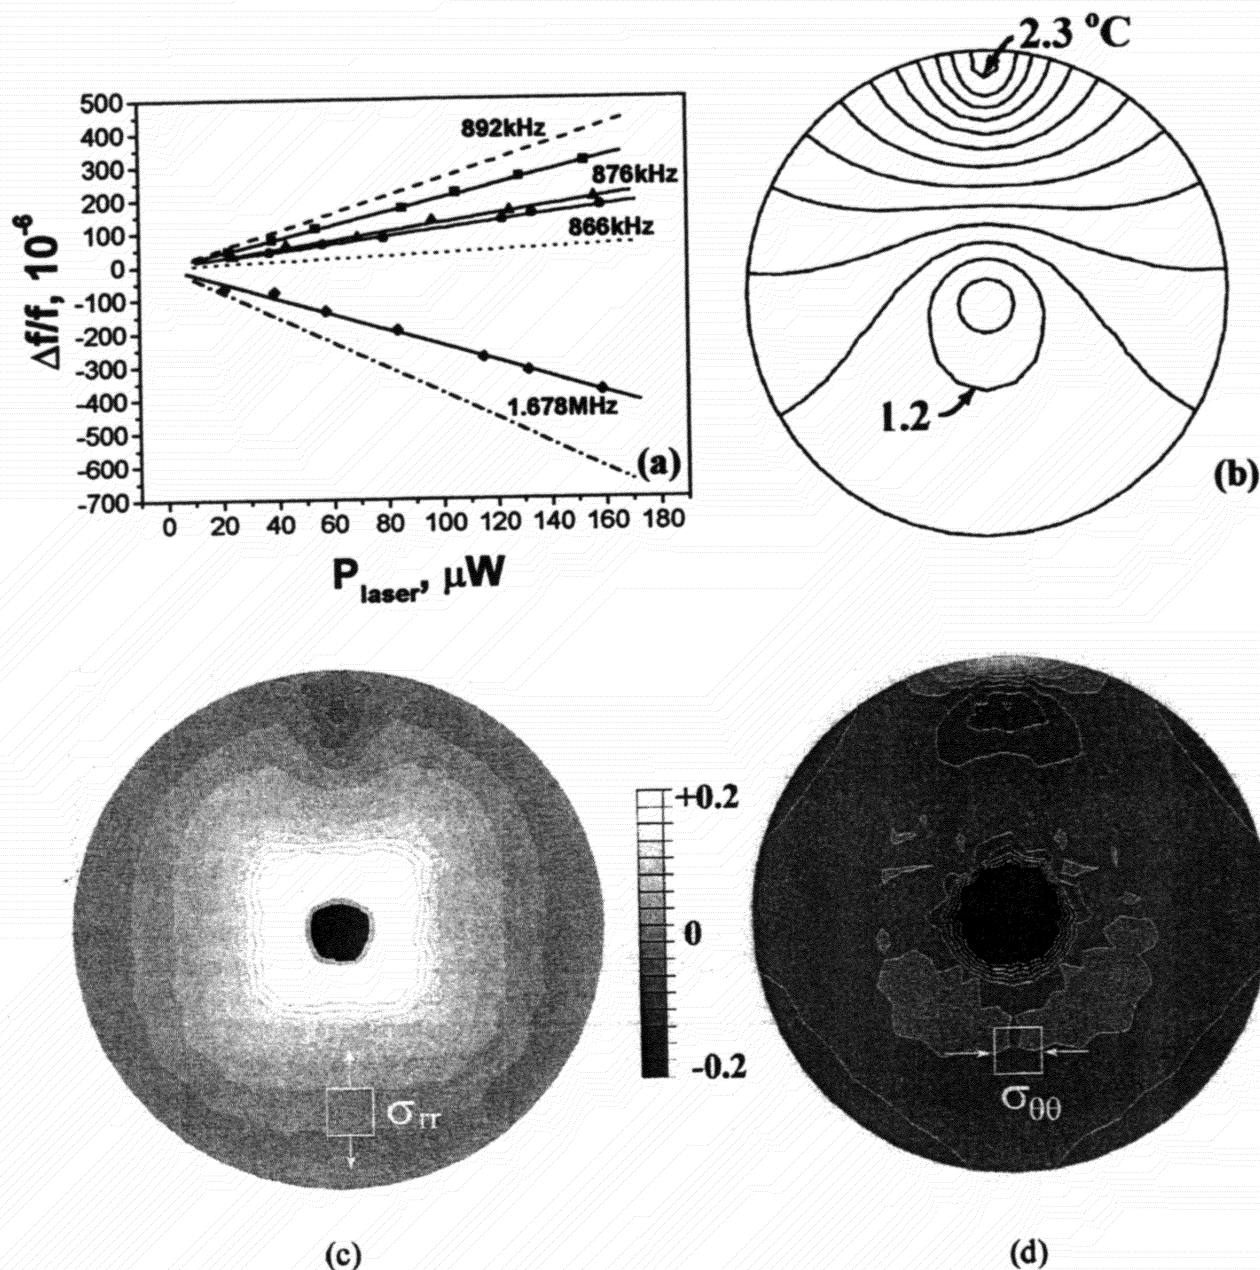 2.3 °C
500
400
300
200
100
0
-100
-200
-300
-400
-500
-600
-700
Δf/f, 10⁻⁶
892kHz
876kHz
866kHz
1.678MHz
(a)
0 20 40 60 80 100 120 140 160 180
P_laser, μW
1.2
(b)
+0.2
0
-0.2
σ_rr
σ_θθ
(c)
(d)